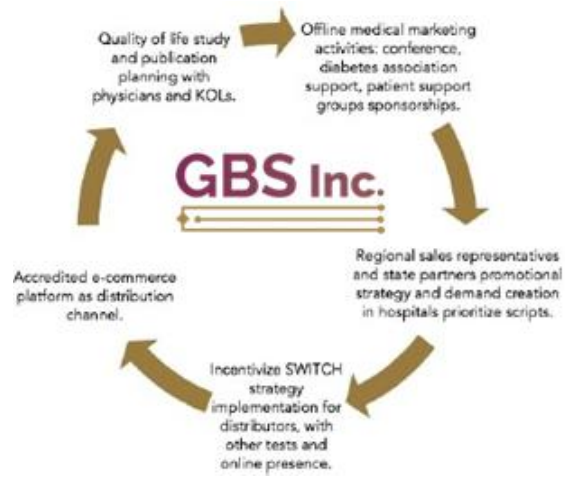 Quality of life study
and publication
planning with
physicians and KOLs.
Offline medical marketing
activities: conference,
diabetes association
support, patient support
groups sponsorships.
GBS Inc.
Regional sales representatives
and state partners promotional
strategy and demand creation
in hospitals prioritize scripts.
Incentivize SWITCH
strategy
implementation for
distributors, with
other tests and
online presence.
Accredited e-commerce
platform as distribution
channel.